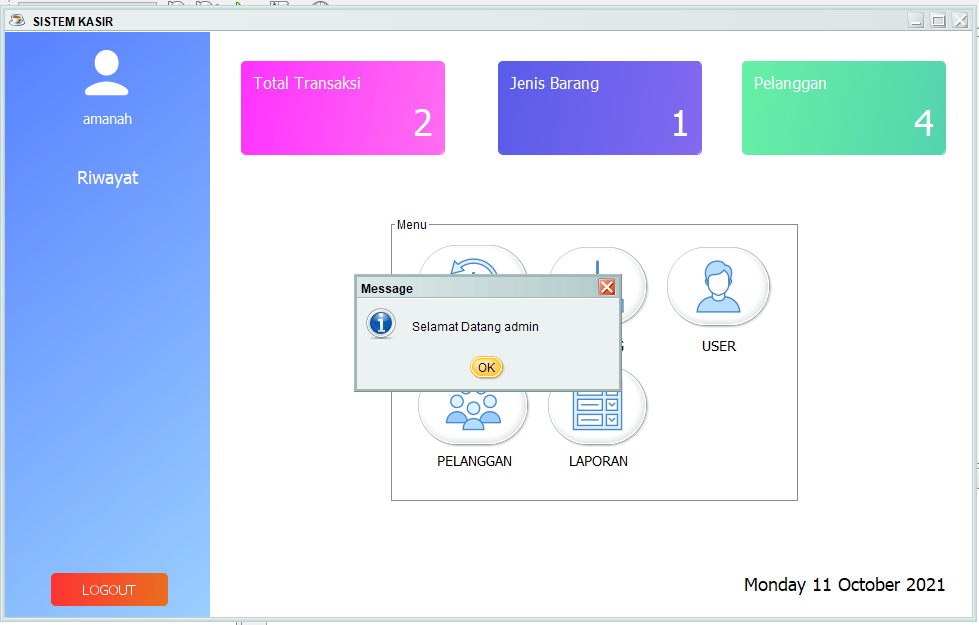 SISTEM KASIR
amanah
Riwayat
LOGOUT
Total Transaksi
2
Jenis Barang
1
Pelanggan
4
Menu
USER
PELANGGAN
LAPORAN
Message
Selamat Datang admin
OK
Monday 11 October 2021